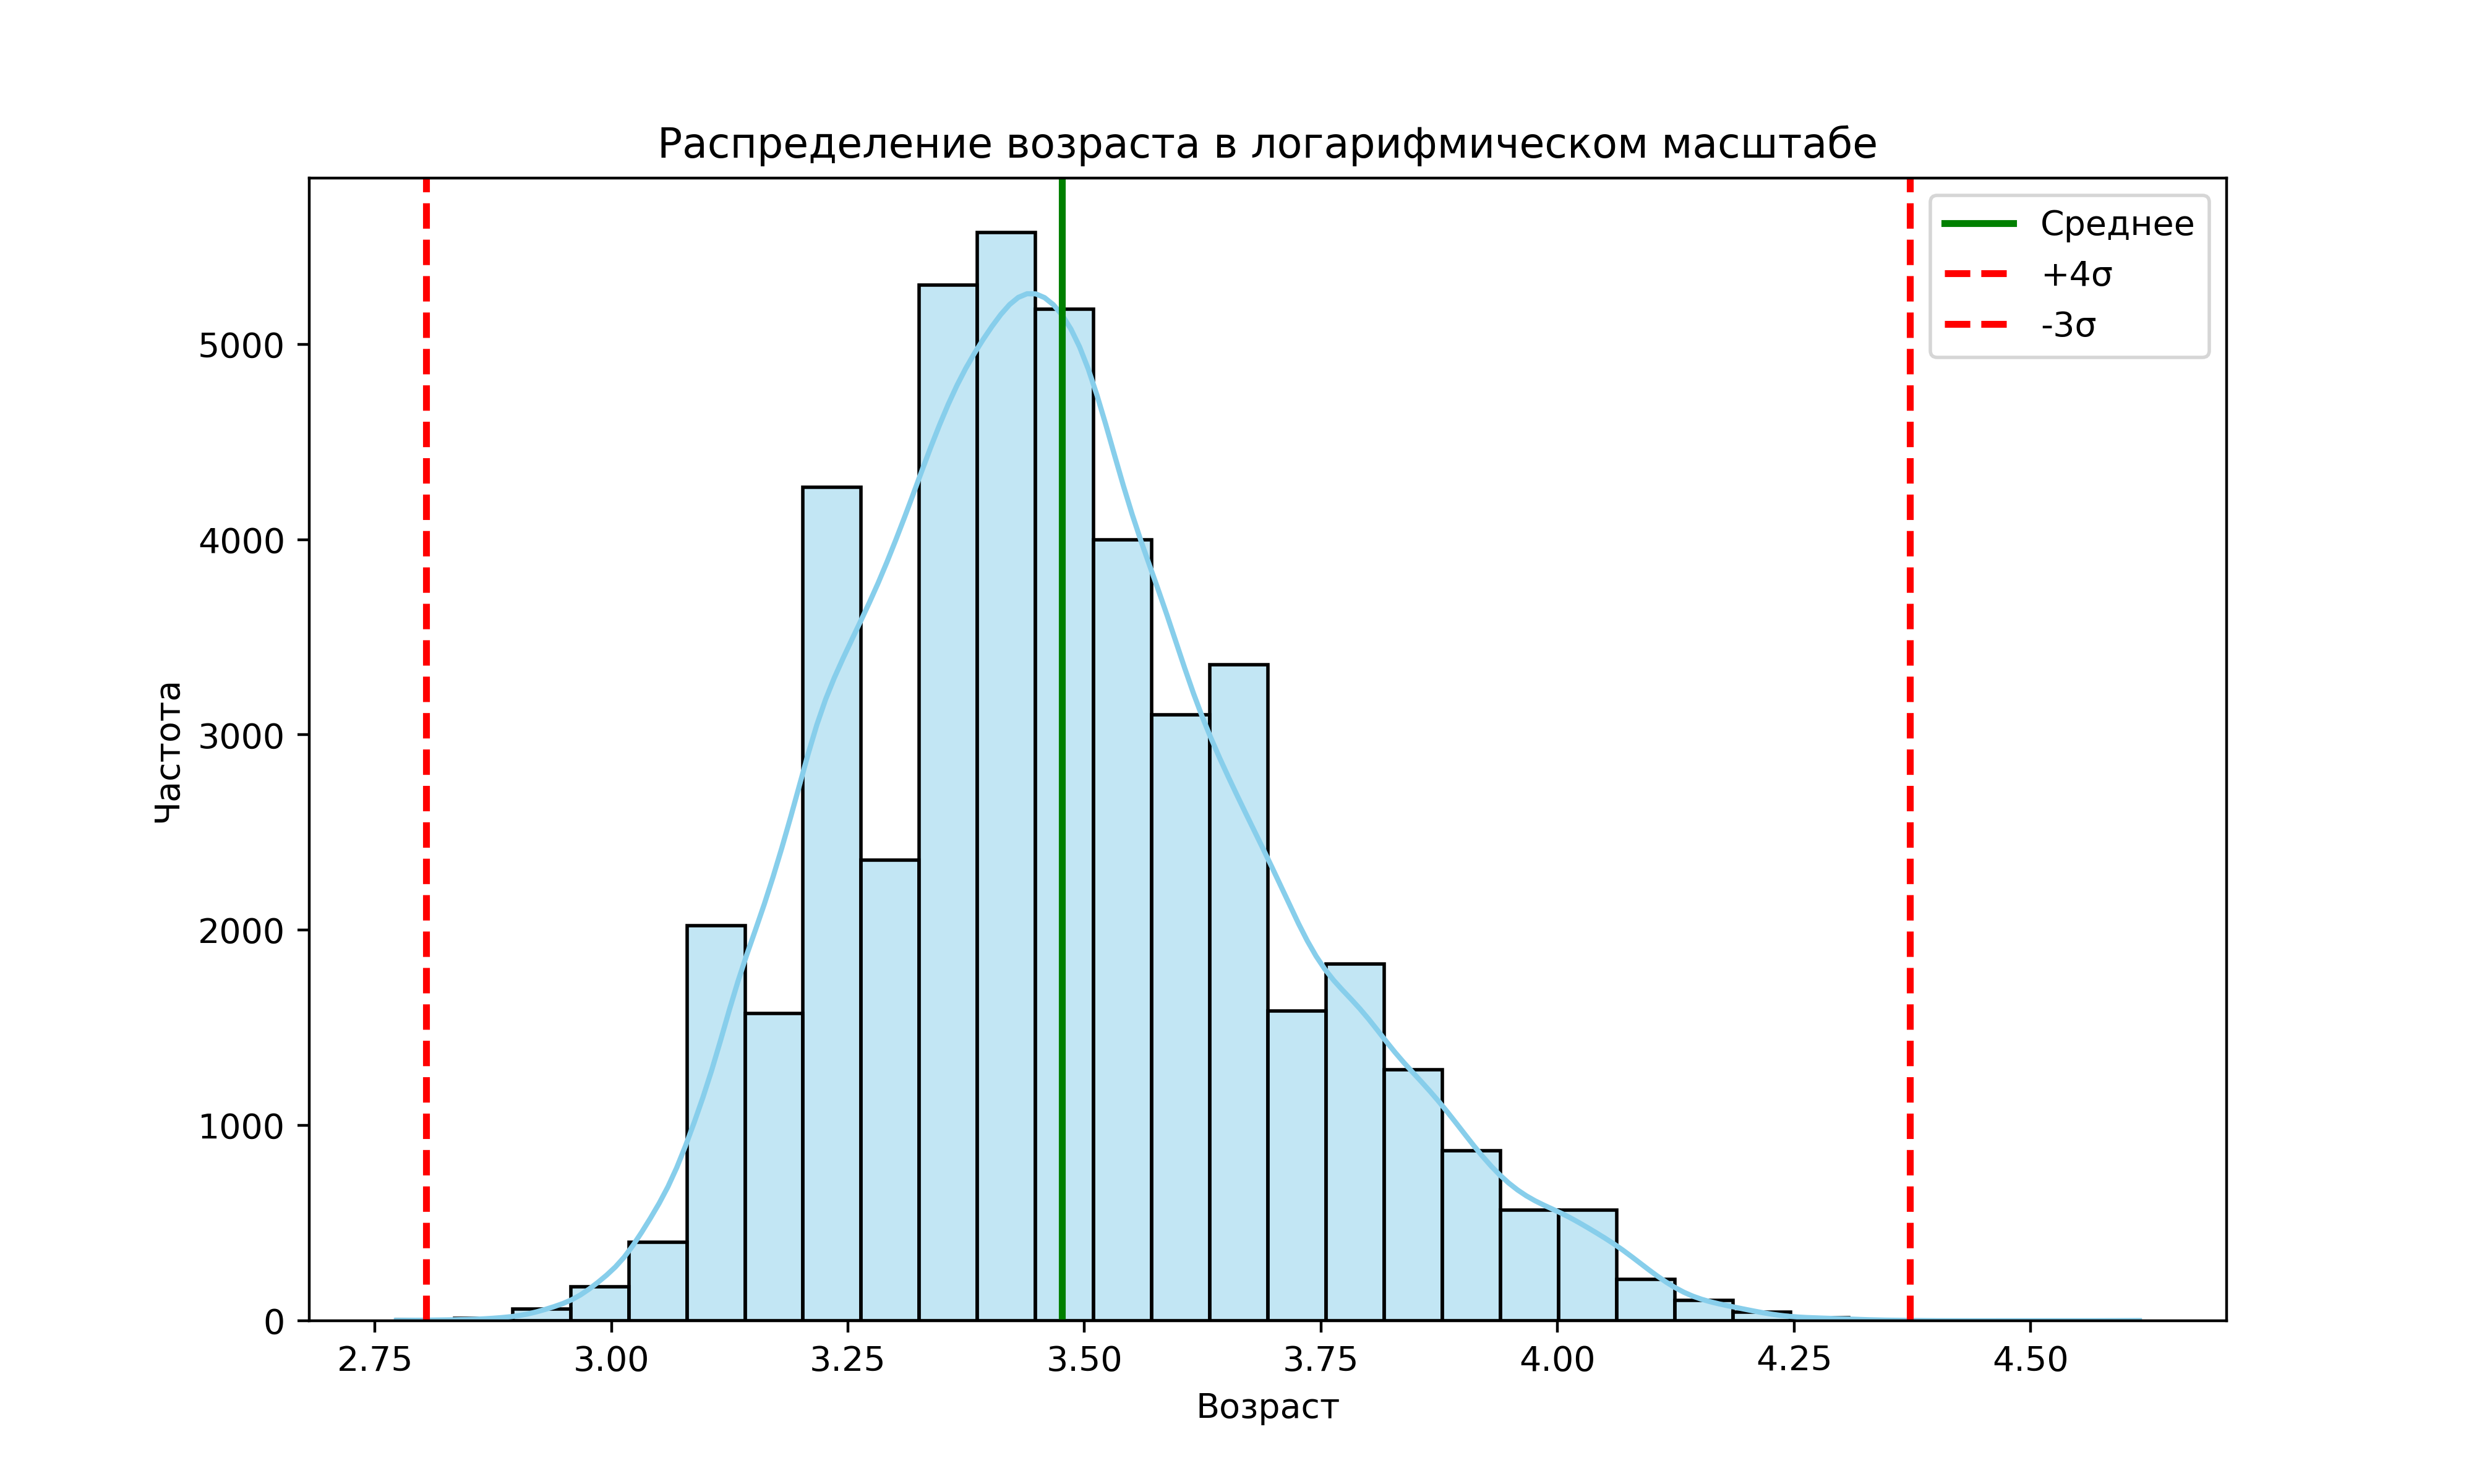 Распределение возраста в логарифмическом масштабе
Среднее
+4σ
-3σ
5000
4000
3000
2000
1000
0
Частота
2.75 3.00 3.25 3.50 3.75 4.00 4.25 4.50
Возраст